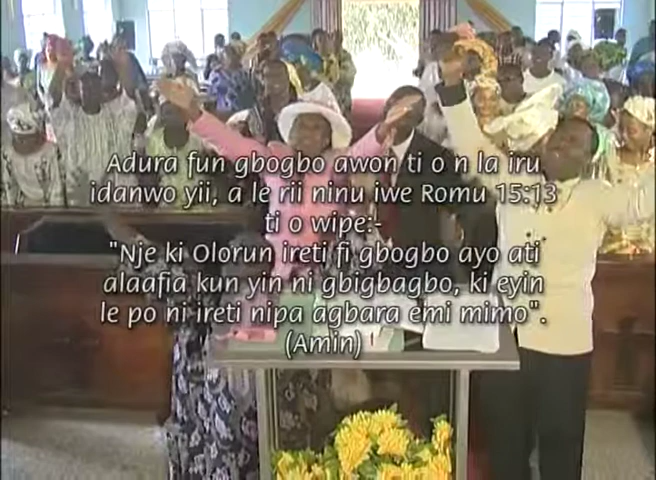 Adura fun gbogbo awon ti o n la iru
idanwo yii, a le rii ninu iwe Romu 15:13
ti o wipe:-
"Nje ki Olorun ireti fi gbogbo ayo ati
alaafia kun yin ni gbigbagbo, ki eyin
le po ni ireti nipa agbara emi mimo".
(Amin)